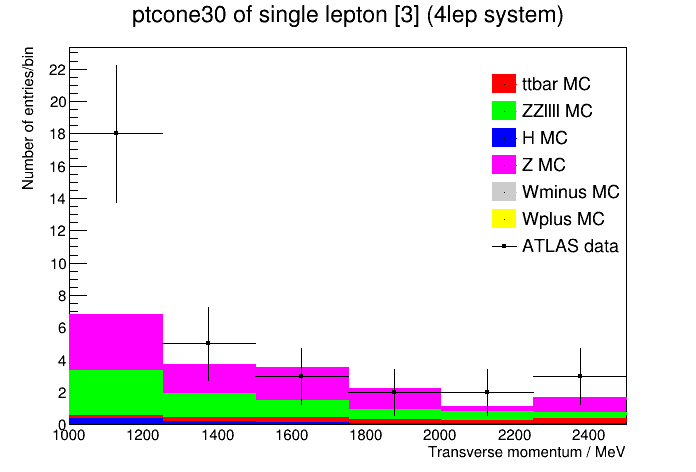 ptcone30 of single lepton [3] (4lep system)
Number of entries/bin
22
20
18
16
14
12
10
8
6
4
2
0
ttbar MC
ZZllll MC
H MC
Z MC
Wminus MC
Wplus MC
ATLAS data
1000 1200 1400 1600 1800 2000 2200 2400
Transverse momentum / MeV